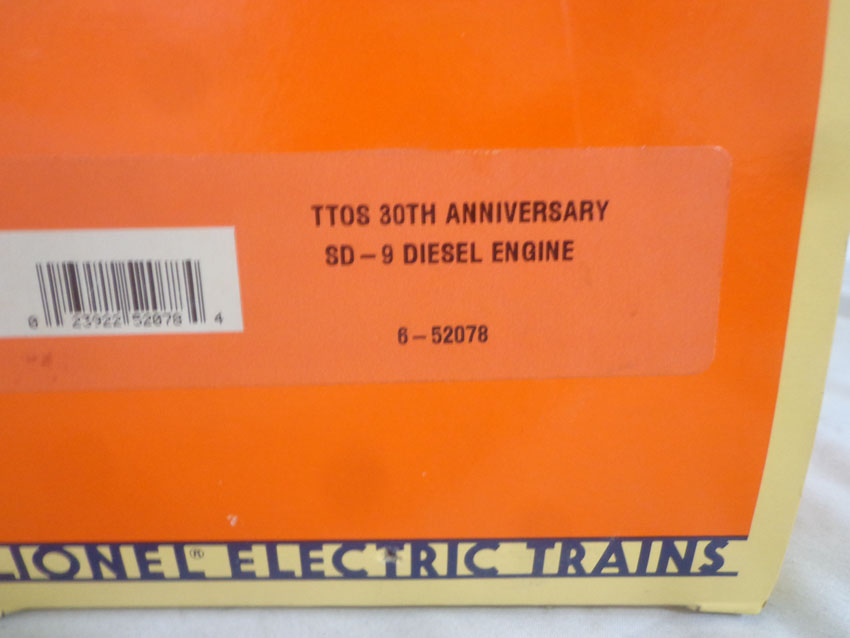 TTOS 30TH ANNIVERSARY
SD-9 DIESEL ENGINE
0 23922 52078 4
6-52078
LIONEL® ELECTRIC TRAINS